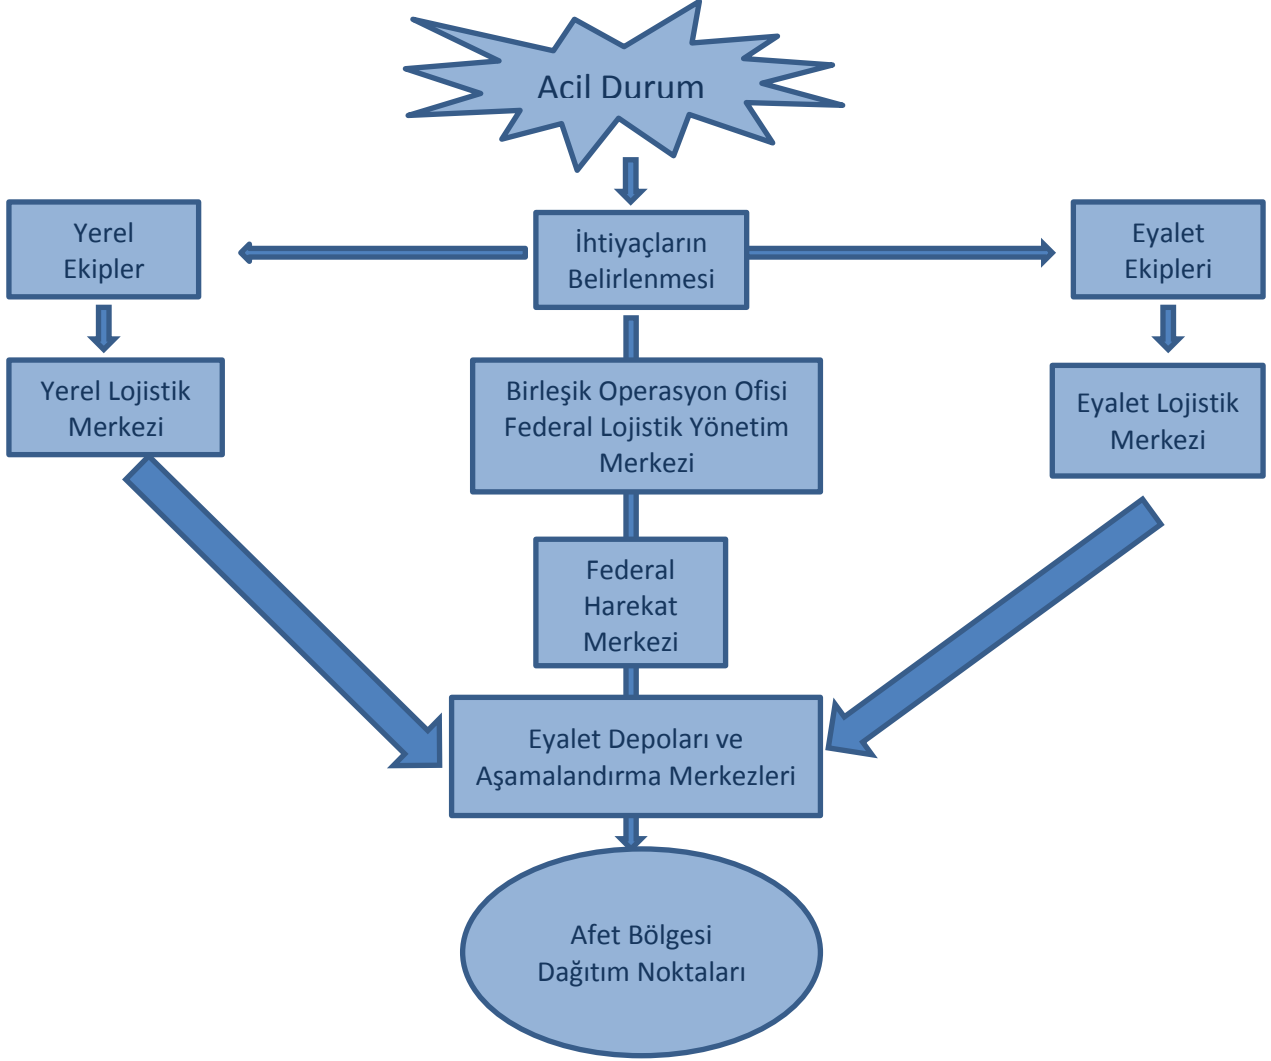 Acil Durum
Yerel
Ekipler
İhtiyaçların
Belirlenmesi
Eyalet
Ekipleri
Yerel Lojistik
Merkezi
Birleşik Operasyon Ofisi
Federal Lojistik Yönetim
Merkezi
Eyalet Lojistik
Merkezi
Federal
Harekat
Merkezi
Eyalet Depoları ve
Aşamalandırma Merkezleri
Afet Bölgesi
Dağıtım Noktaları